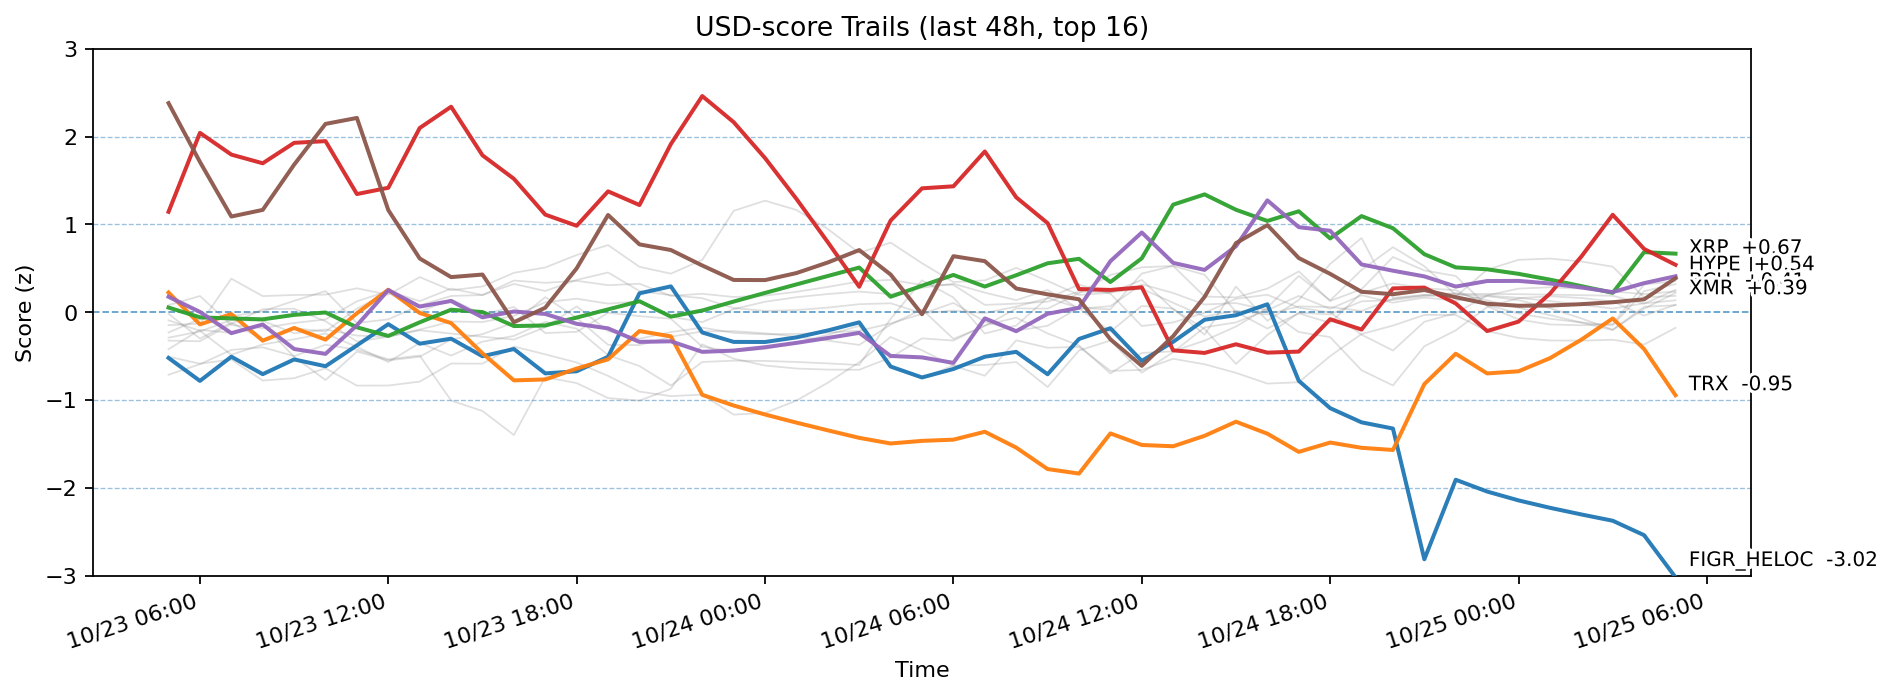 USD-score Trails (last 48h, top 16)
Score (z)
3
2
1
0
−1
−2
−3
XRP +0.67
HYPE +0.54
XMR +0.39
TRX -0.95
FIGR_HELOC -3.02
10/23 06:00
10/23 12:00
10/23 18:00
10/24 00:00
10/24 06:00
10/24 12:00
10/24 18:00
10/25 00:00
10/25 06:00
Time